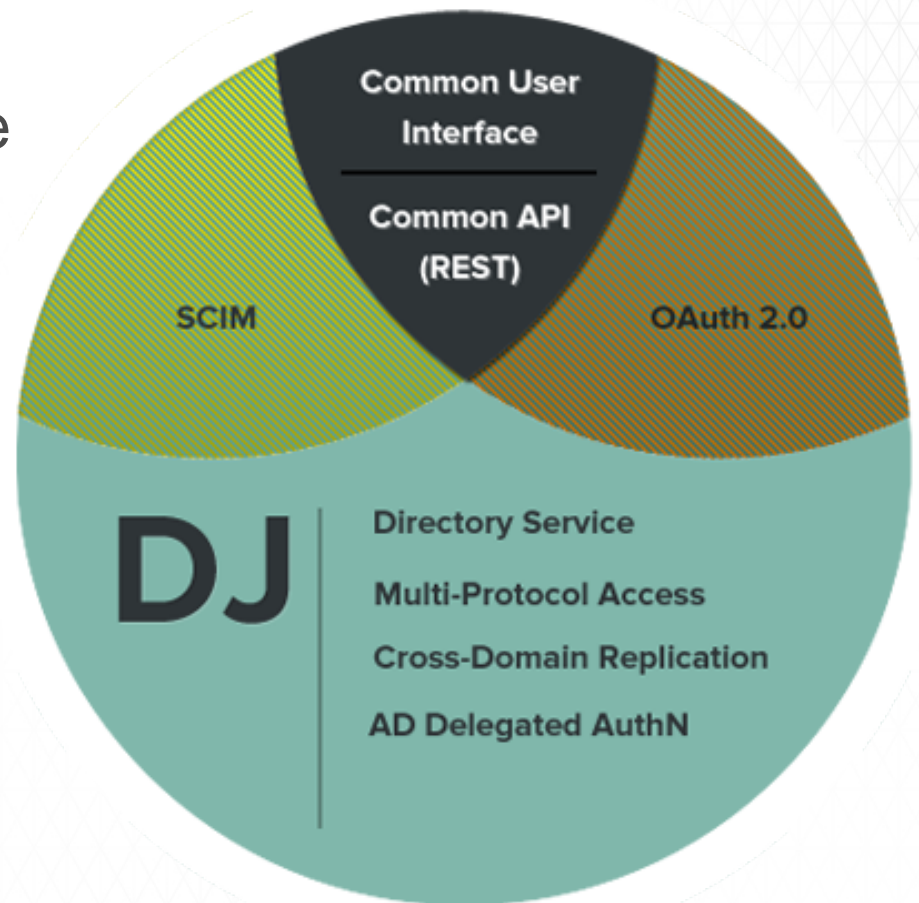 e
Common User
Interface
Common API
(REST)
SCIM
OAuth 2.0
DJ
Directory Service
Multi-Protocol Access
Cross-Domain Replication
AD Delegated AuthN